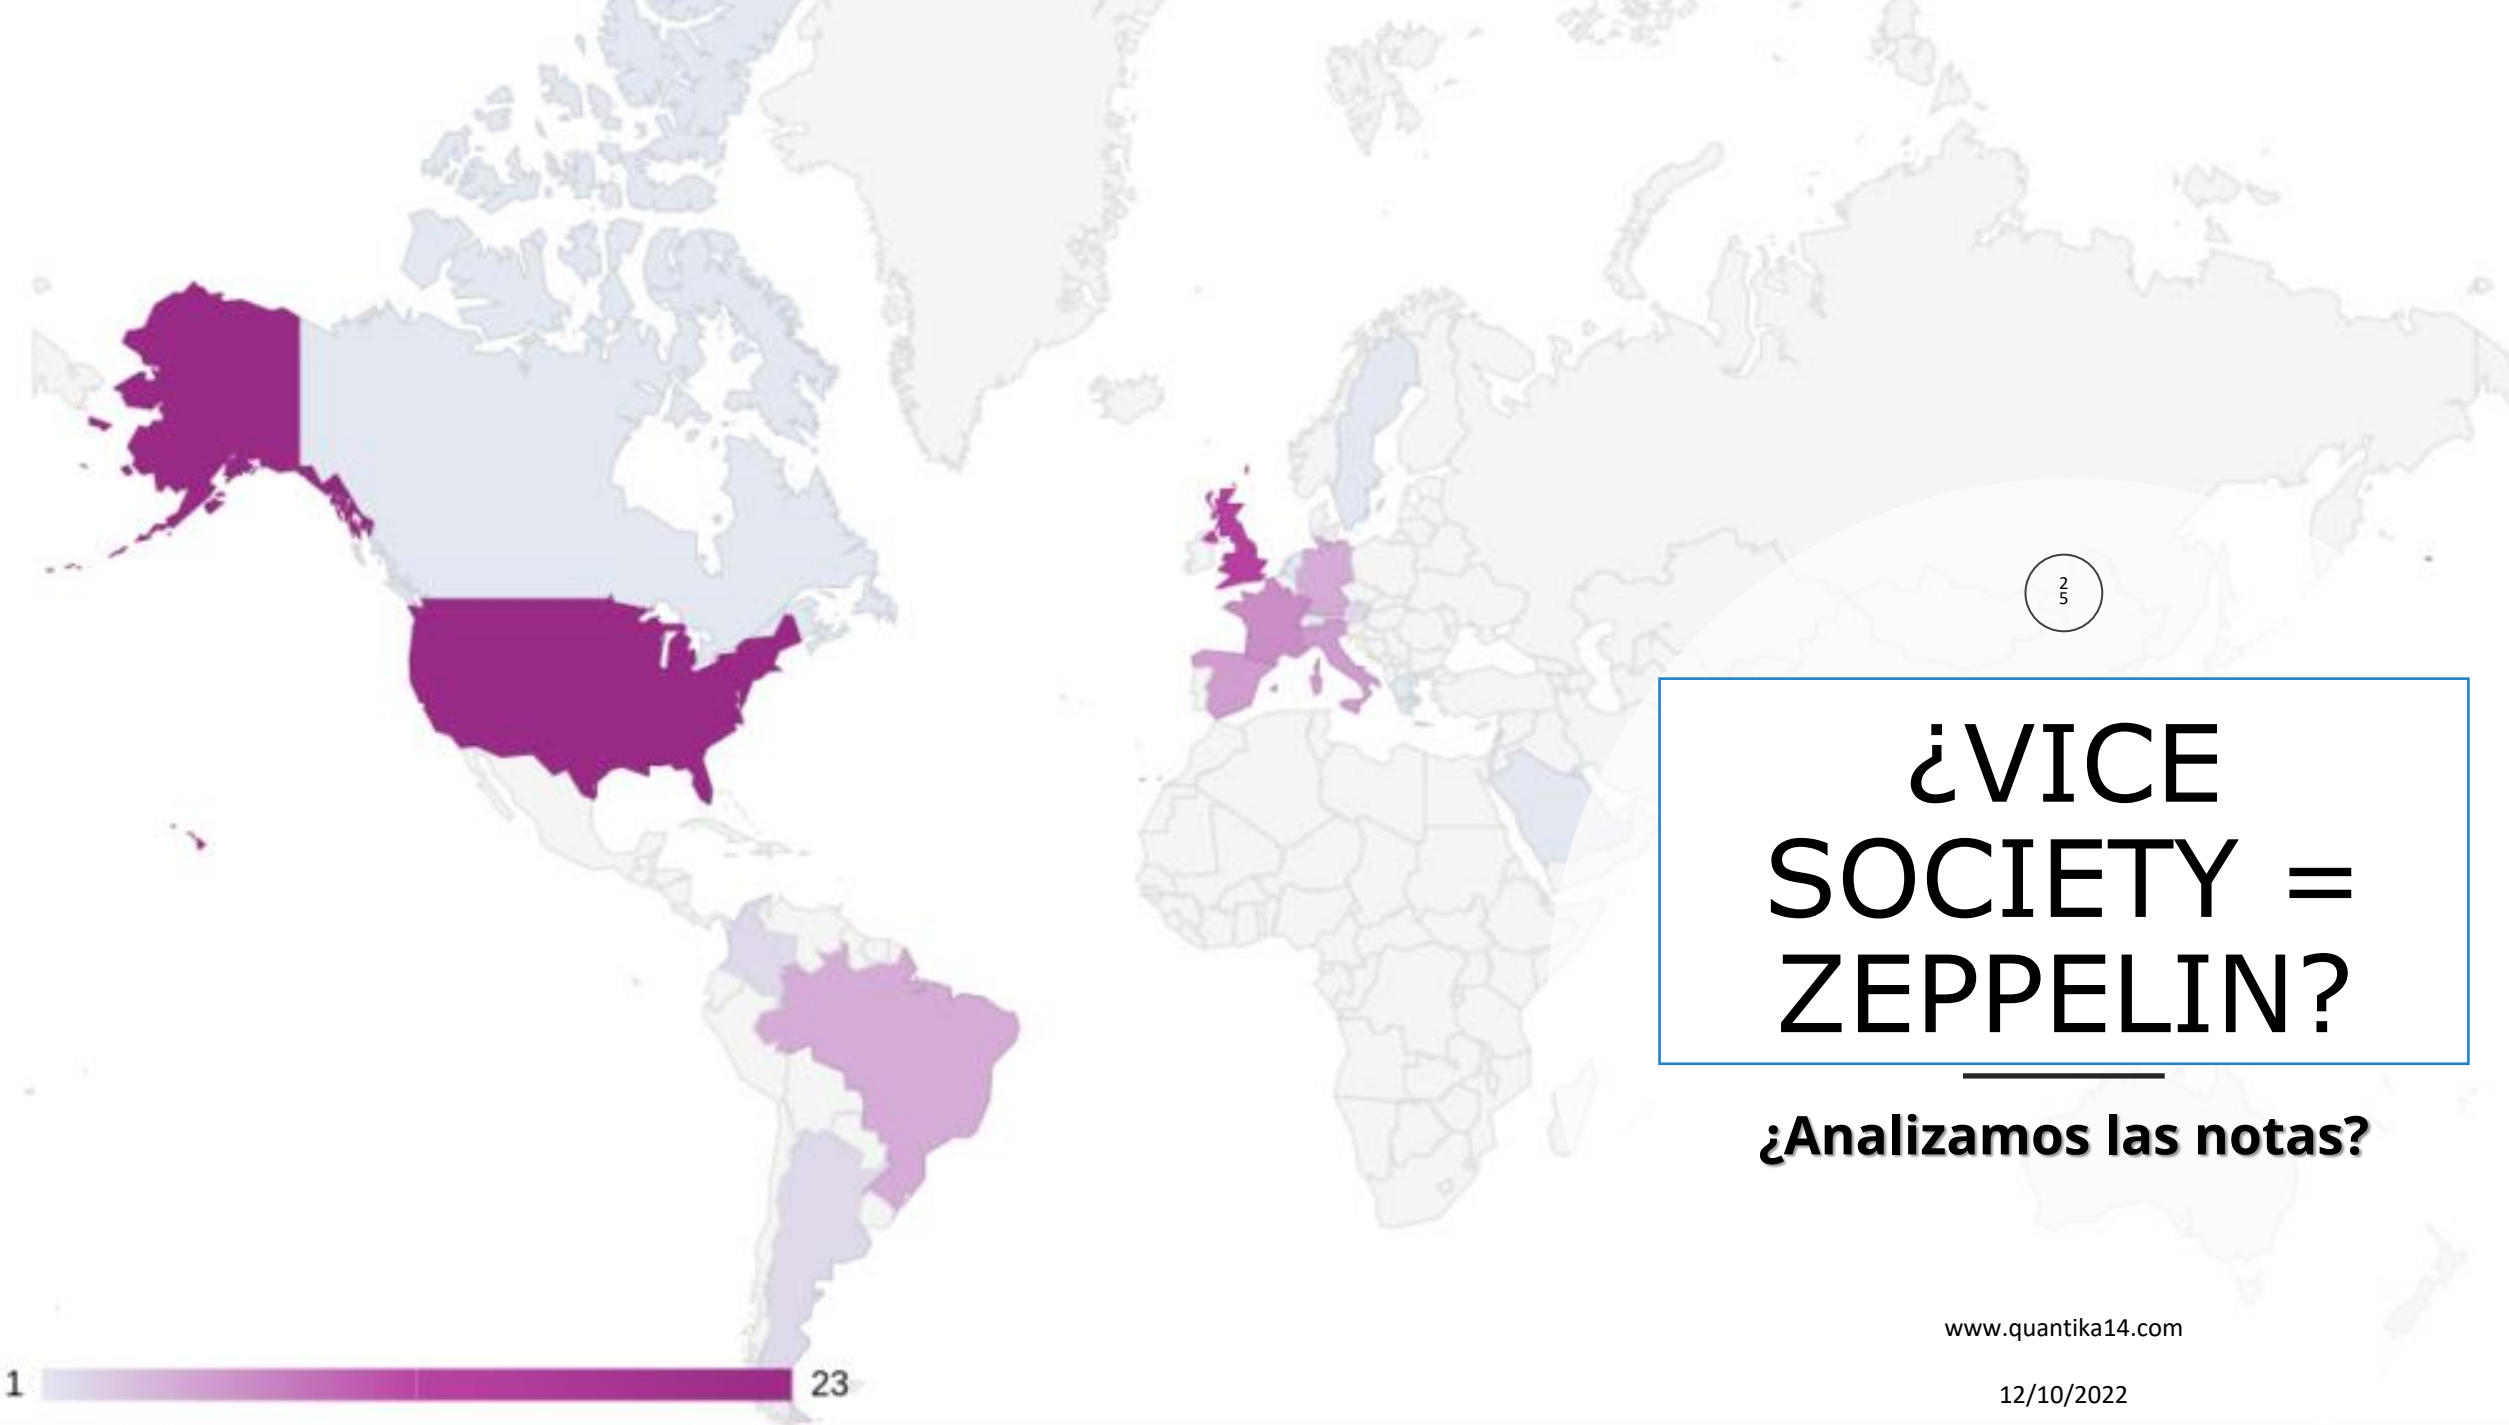 2
5
¿VICE
SOCIETY =
ZEPPELIN?
¿Analizamos las notas?
www.quantika14.com
12/10/2022
1
23